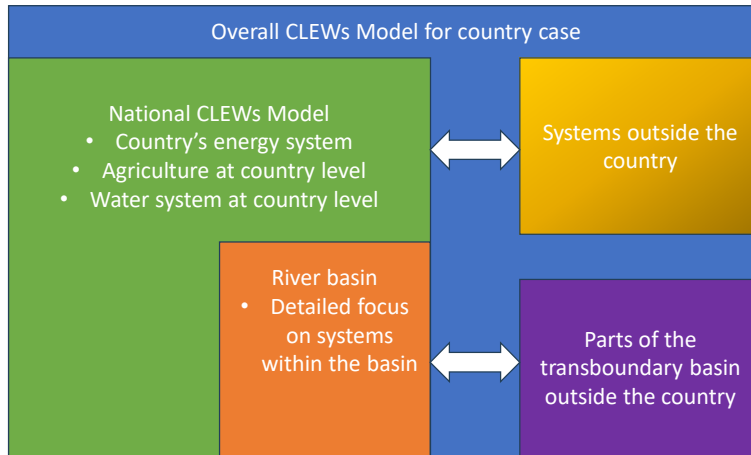 Overall CLEWs Model for country case
National CLEWs Model
• Country’s energy system
• Agriculture at country level
• Water system at country level
Systems outside the
country
River basin
• Detailed focus
on systems
within the basin
Parts of the
transboundary basin
outside the country